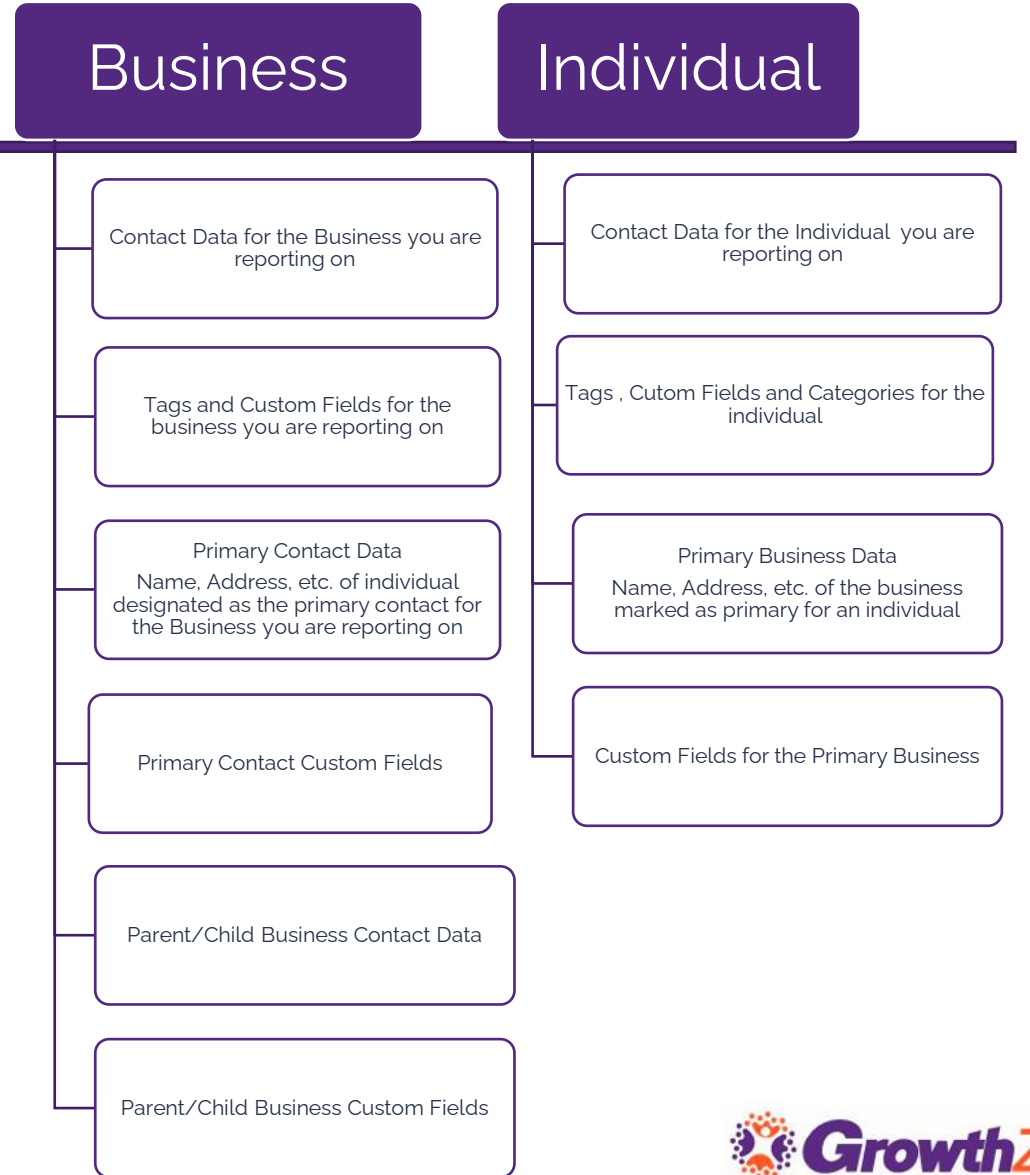 Business
Contact Data for the Business you are
reporting on
Tags and Custom Fields for the
business you are reporting on
Primary Contact Data
Name, Address, etc. of individual
designated as the primary contact for
the Business you are reporting on
Primary Contact Custom Fields
Parent/Child Business Contact Data
Parent/Child Business Custom Fields
Individual
Contact Data for the Individual  you are
reporting on
Tags , Cutom Fields and Categories for the
individual
Primary Business Data
Name, Address, etc. of the business
marked as primary for an individual
Custom Fields for the Primary Business
Growth